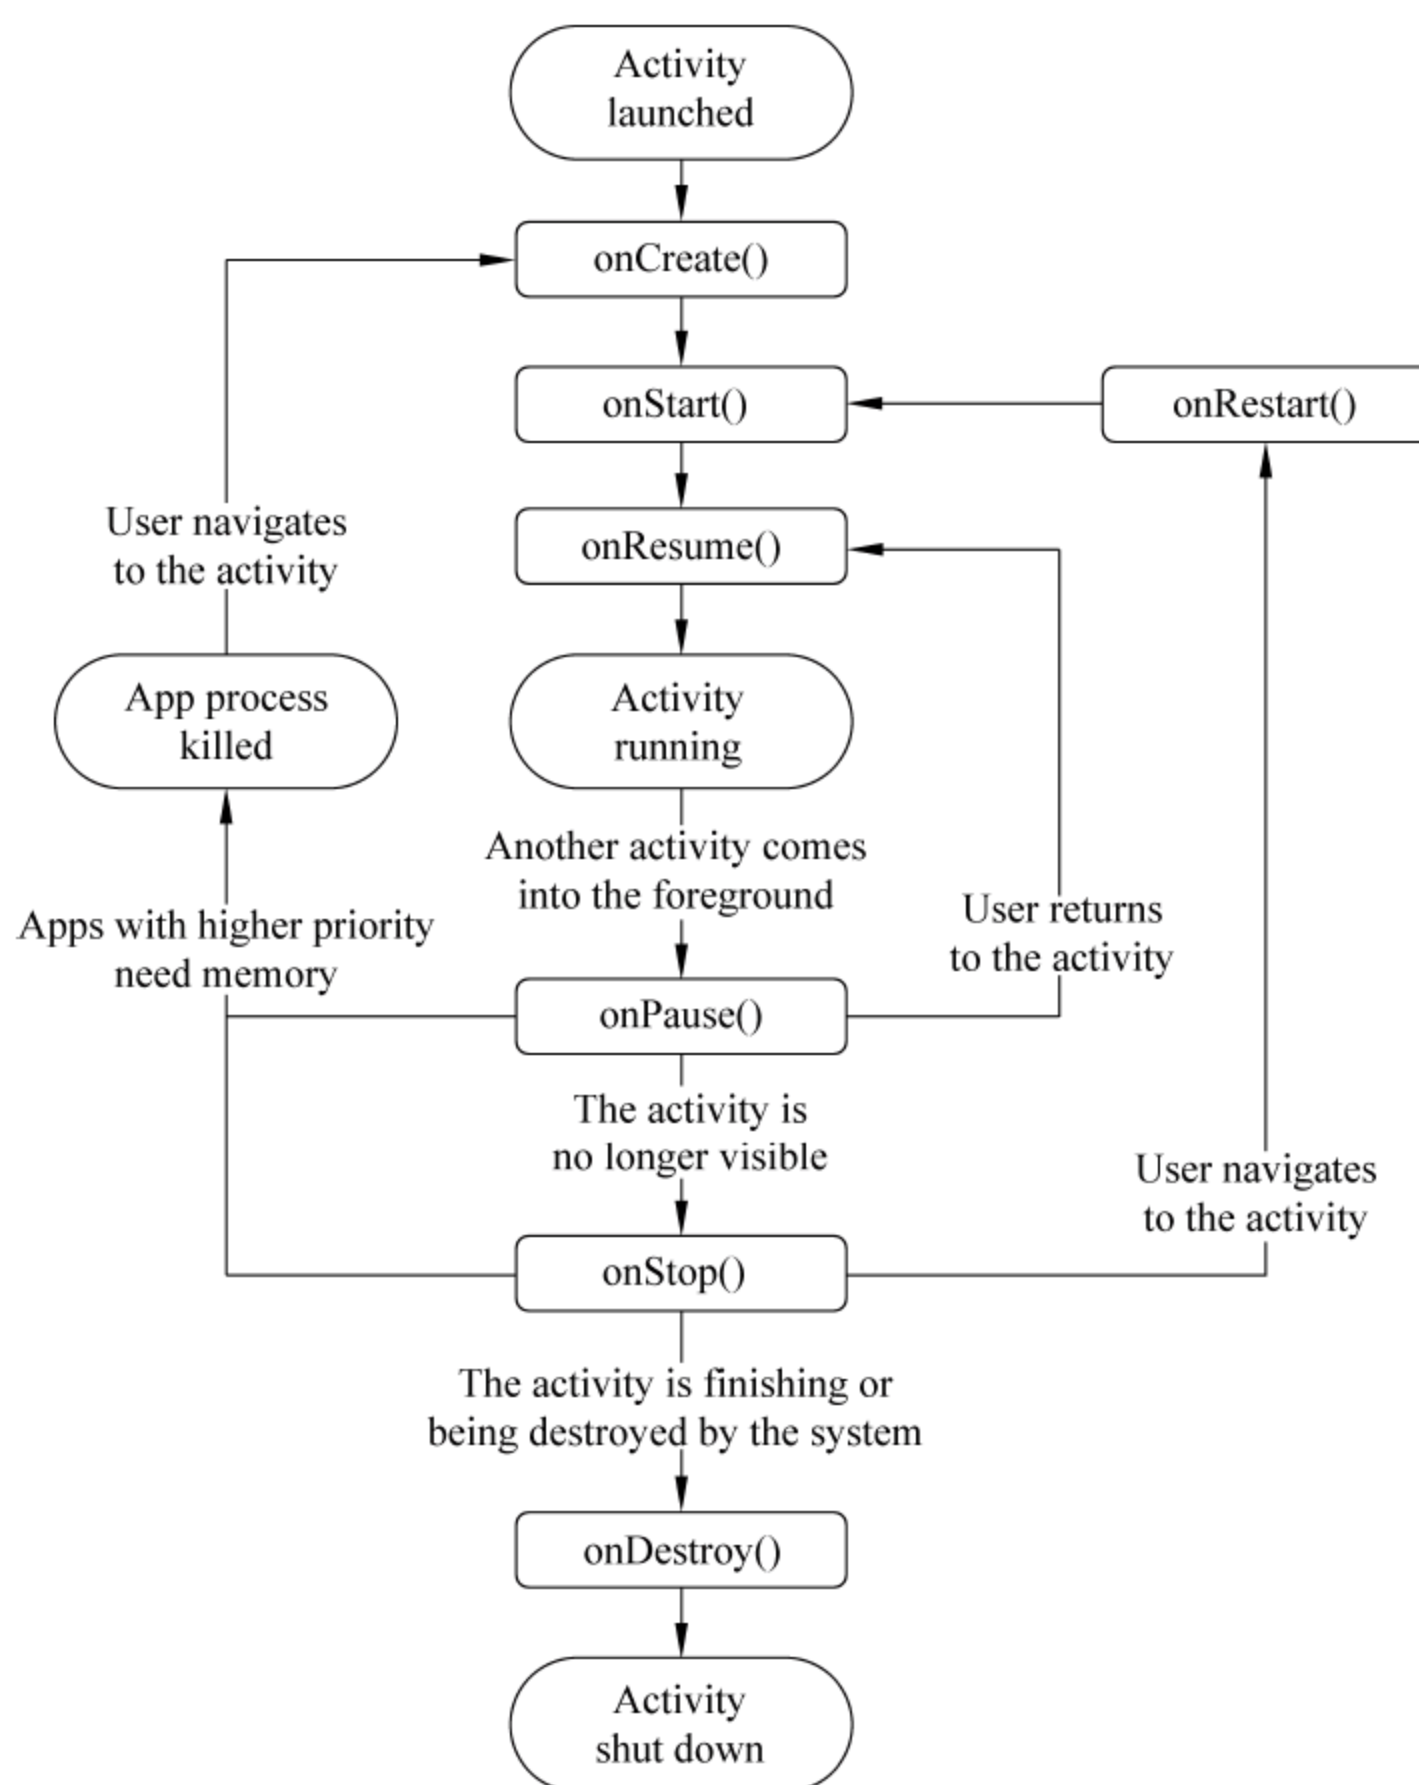 Activity
launched
onCreate()
onStart()
onRestart()
User navigates
to the activity
onResume()
App process
killed
Activity
running
Another activity comes
into the foreground
Apps with higher priority
need memory
User returns
to the activity
onPause()
The activity is
no longer visible
User navigates
to the activity
onStop()
The activity is finishing or
being destroyed by the system
onDestroy()
Activity
shut down